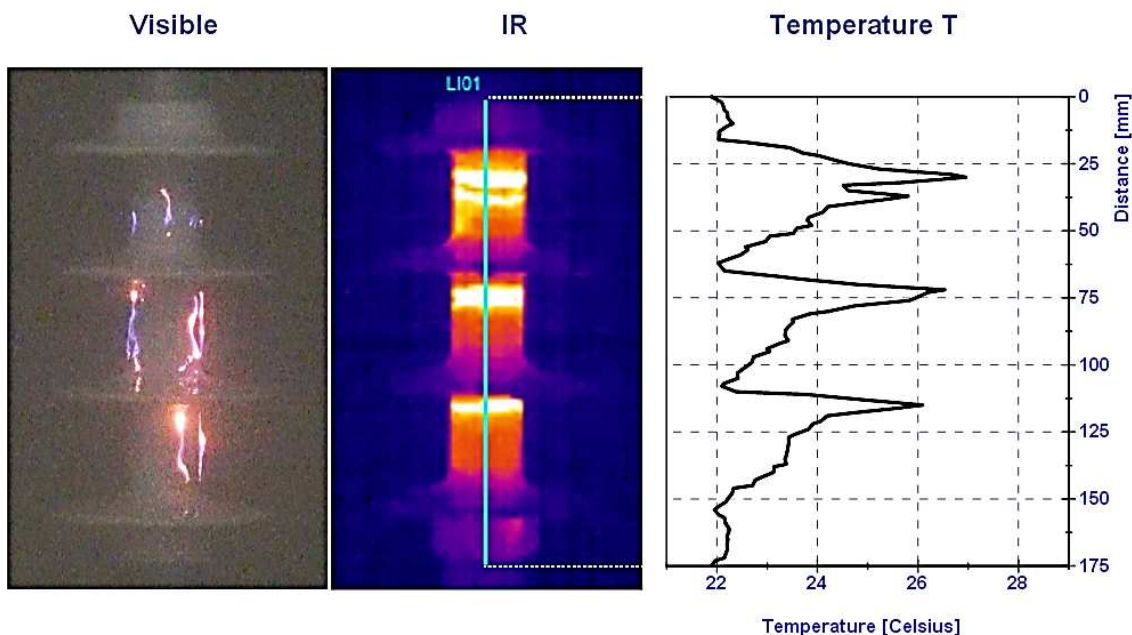 Visible
IR
Temperature T
LI01
0
25
50
75
100
125
150
175
Distance [mm]
22
24
26
28
Temperature [Celsius]